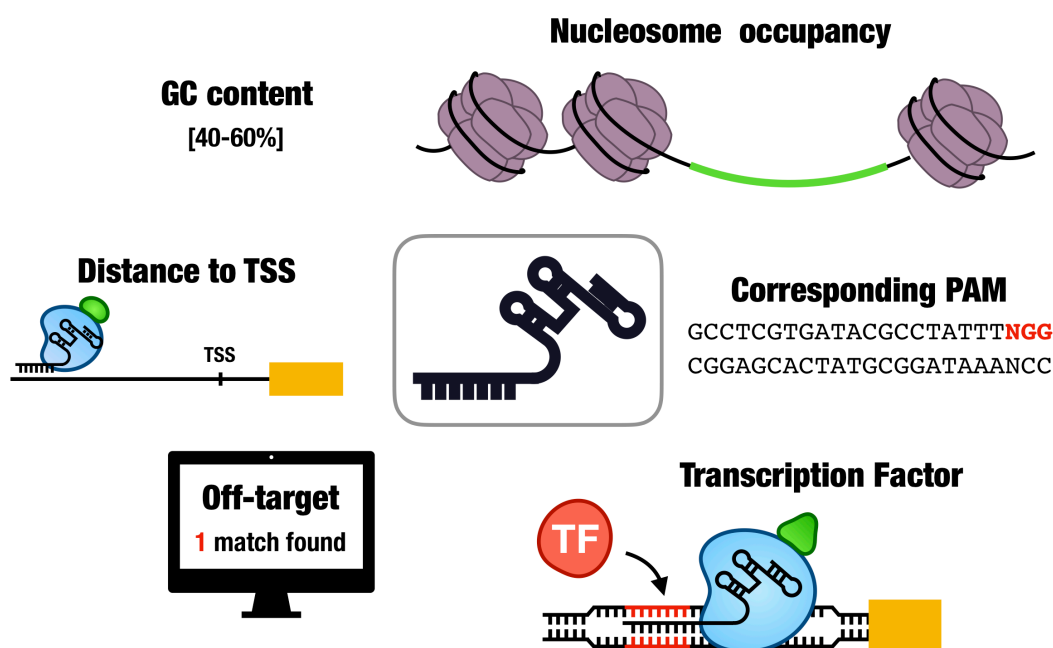 Nucleosome occupancy
GC content
[40-60%]
Distance to TSS
TSS
Corresponding PAM
GCCTCGTGATACGCCTATTTNGG
CGGAGCACTATGCGGATAAANCC
Off-target
1 match found
Transcription Factor
TF